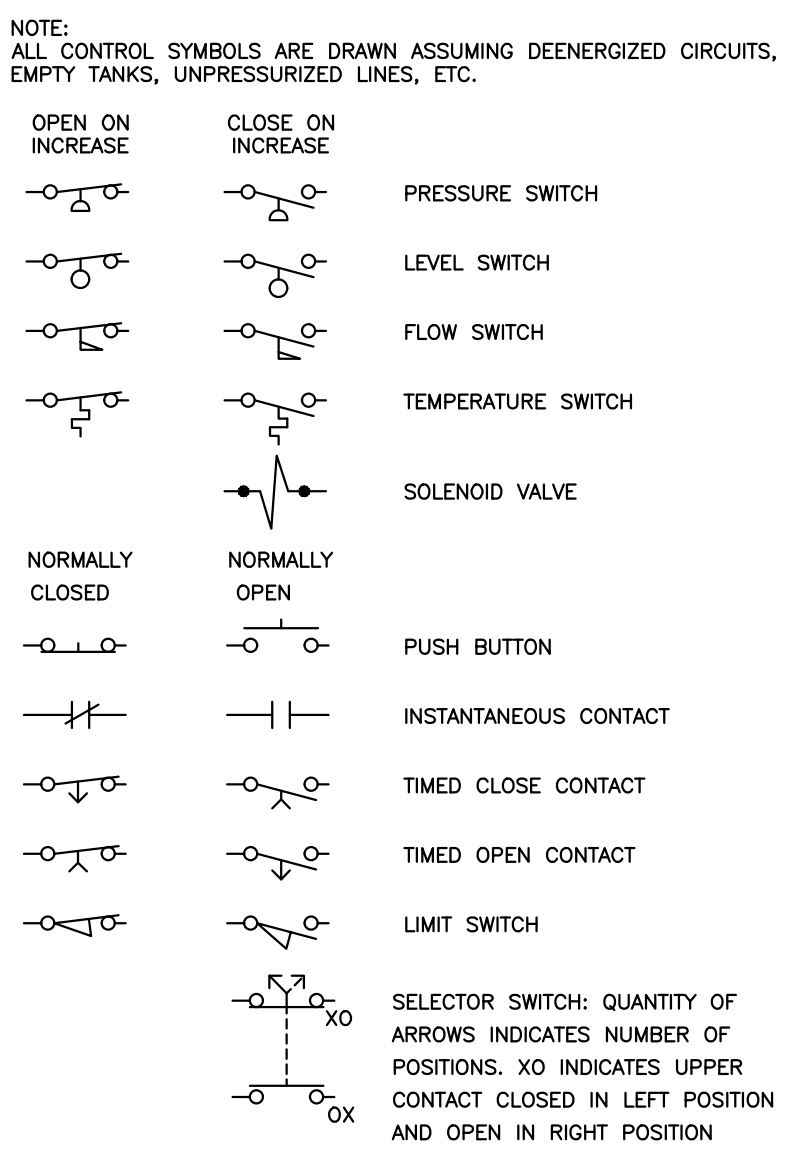 NOTE:
ALL CONTROL SYMBOLS ARE DRAWN ASSUMING DEENERGIZED CIRCUITS,
EMPTY TANKS, UNPRESSURIZED LINES, ETC.
OPEN ON
INCREASE
CLOSE ON
INCREASE
PRESSURE SWITCH
LEVEL SWITCH
FLOW SWITCH
TEMPERATURE SWITCH
SOLENOID VALVE
NORMALLY
CLOSED
NORMALLY
OPEN
PUSH BUTTON
INSTANTANEOUS CONTACT
TIMED CLOSE CONTACT
TIMED OPEN CONTACT
LIMIT SWITCH
XO
OX
SELECTOR SWITCH: QUANTITY OF
ARROWS INDICATES NUMBER OF
POSITIONS. XO INDICATES UPPER
CONTACT CLOSED IN LEFT POSITION
AND OPEN IN RIGHT POSITION